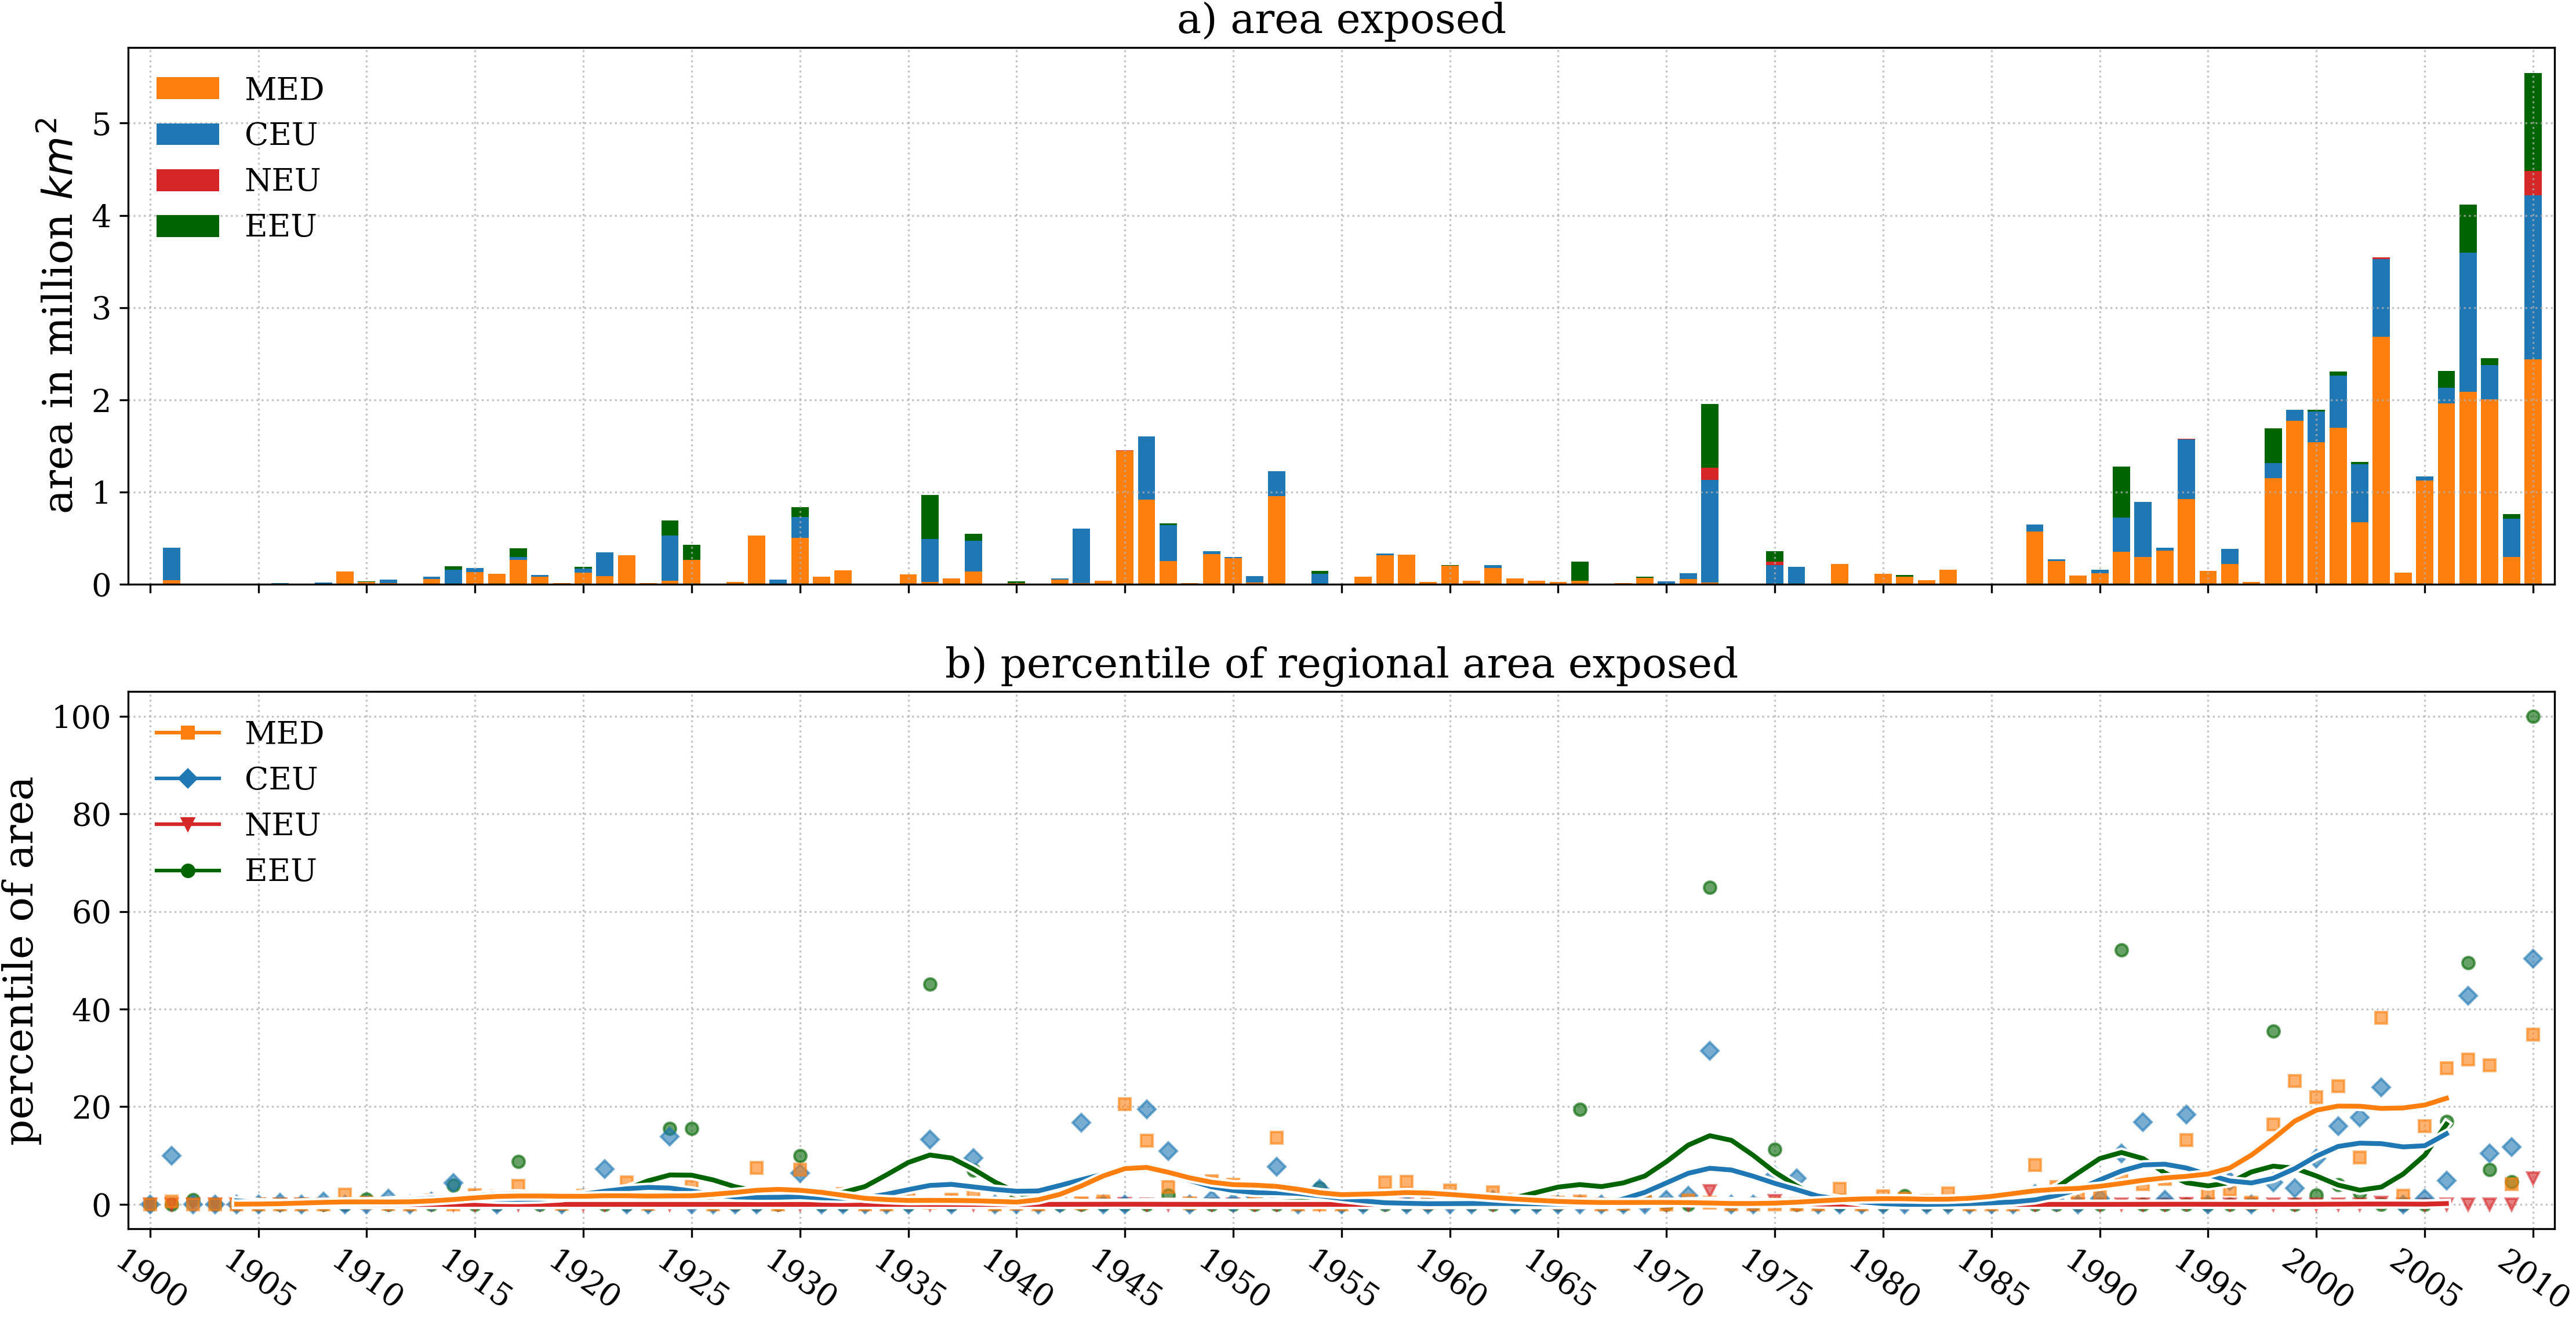 a) area exposed
MED
CEU
NEU
EEU
area in million km²
5
4
3
2
1
0
b) percentile of regional area exposed
MED
CEU
NEU
EEU
percentile of area
100
80
60
40
20
0
1900 1905 1910 1915 1920 1925 1930 1935 1940 1945 1950 1955 1960 1965 1970 1975 1980 1985 1990 1995 2000 2005 2010